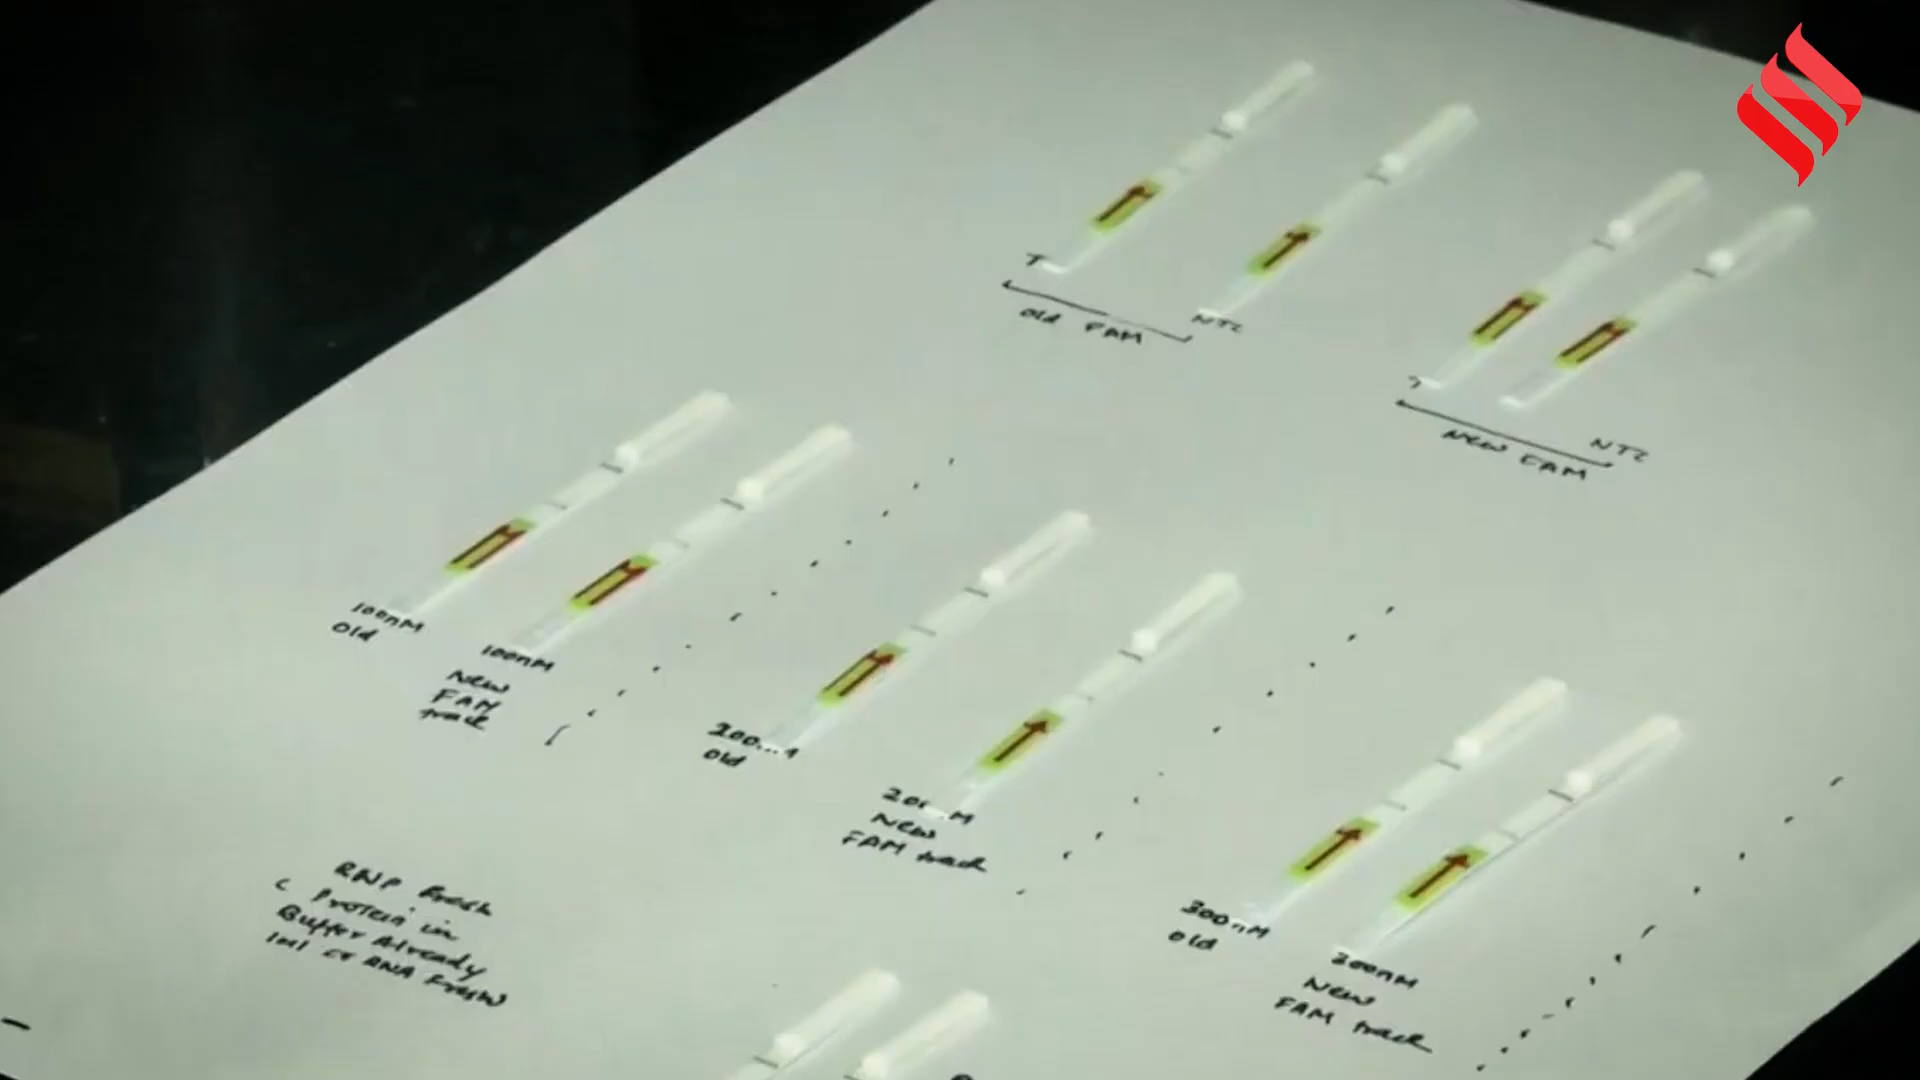 T
NTC
Old FAM
NTC
New FAM
100nM
Old
100nM
New
FAM
track
Old
New
FAM track
300nM
Old
300nM
New
FAM track
RNP Fresh
Protein in
Buffer Already